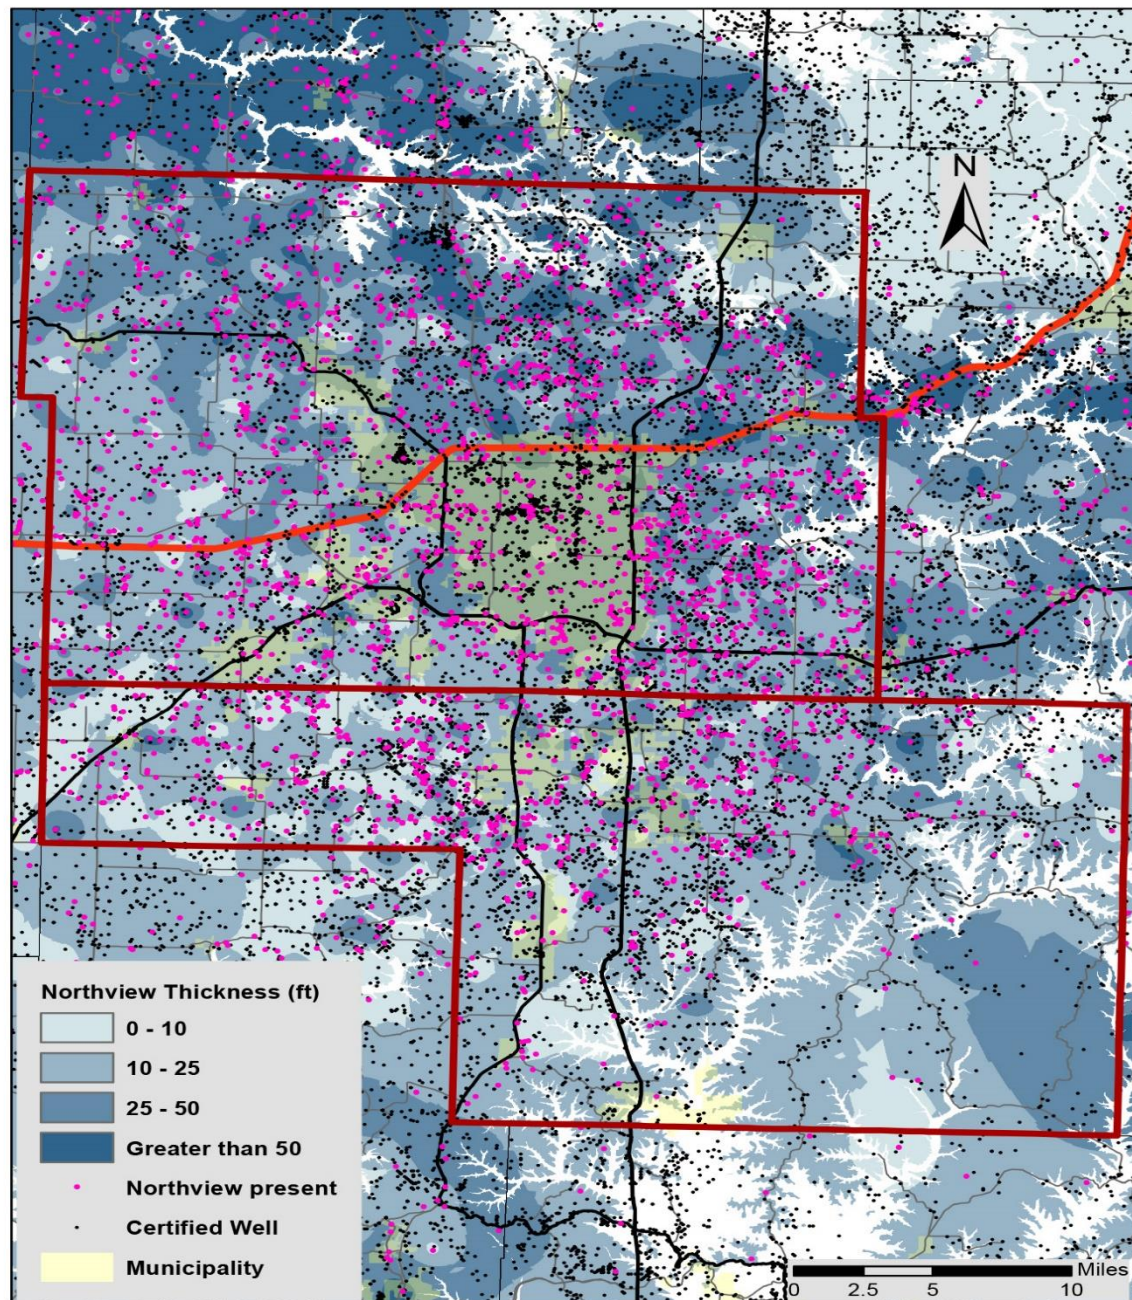 N
Northview Thickness (ft)
0 - 10
10 - 25
25 - 50
Greater than 50
Northview present
Certified Well
Municipality
Miles
0 2.5 5 10